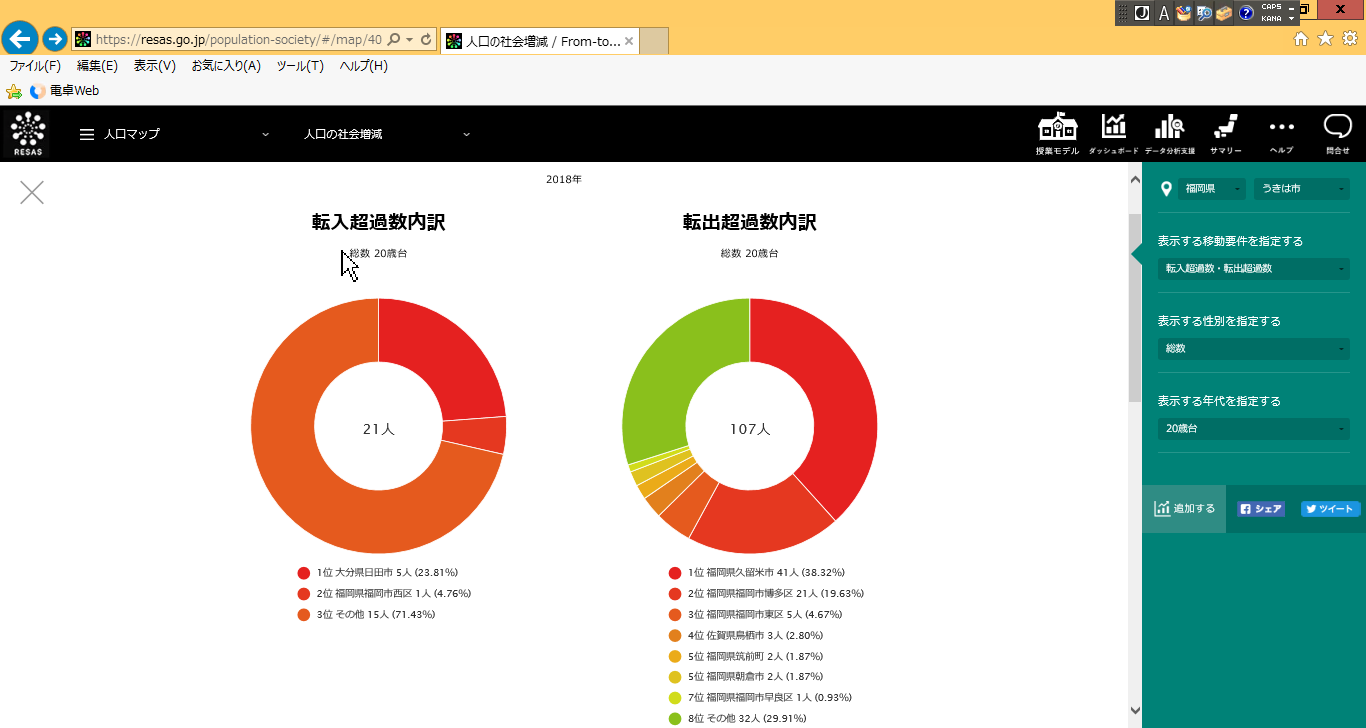 CAPS
KANA
https://resas.go.jp/population-society/#/map/40
人口の社会増減 / From-to...
ファイル(F) 編集(E) 表示(V) お気に入り(A) ツール(T) ヘルプ(H)
電卓Web
RESAS
人口マップ
人口の社会増減
授業モデル
ダッシュボード
データ分析支援
サマリー
ヘルプ
問合せ
2018年
転入超過数内訳
総数 20歳台
21人
1位 大分県日田市 5人 (23.81%)
2位 福岡県福岡市西区 1人 (4.76%)
3位 その他 15人 (71.43%)
転出超過数内訳
総数 20歳台
107人
1位 福岡県久留米市 41人 (38.32%)
2位 福岡県福岡市博多区 21人 (19.63%)
3位 福岡県福岡市東区 5人 (4.67%)
4位 佐賀県鳥栖市 3人 (2.80%)
5位 福岡県筑前町 2人 (1.87%)
5位 福岡県朝倉市 2人 (1.87%)
7位 福岡県福岡市早良区 1人 (0.93%)
8位 その他 32人 (29.91%)
福岡県
うきは市
表示する移動要件を指定する
転入超過数・転出超過数
表示する性別を指定する
総数
表示する年代を指定する
20歳台
追加する
シェア
ツイート